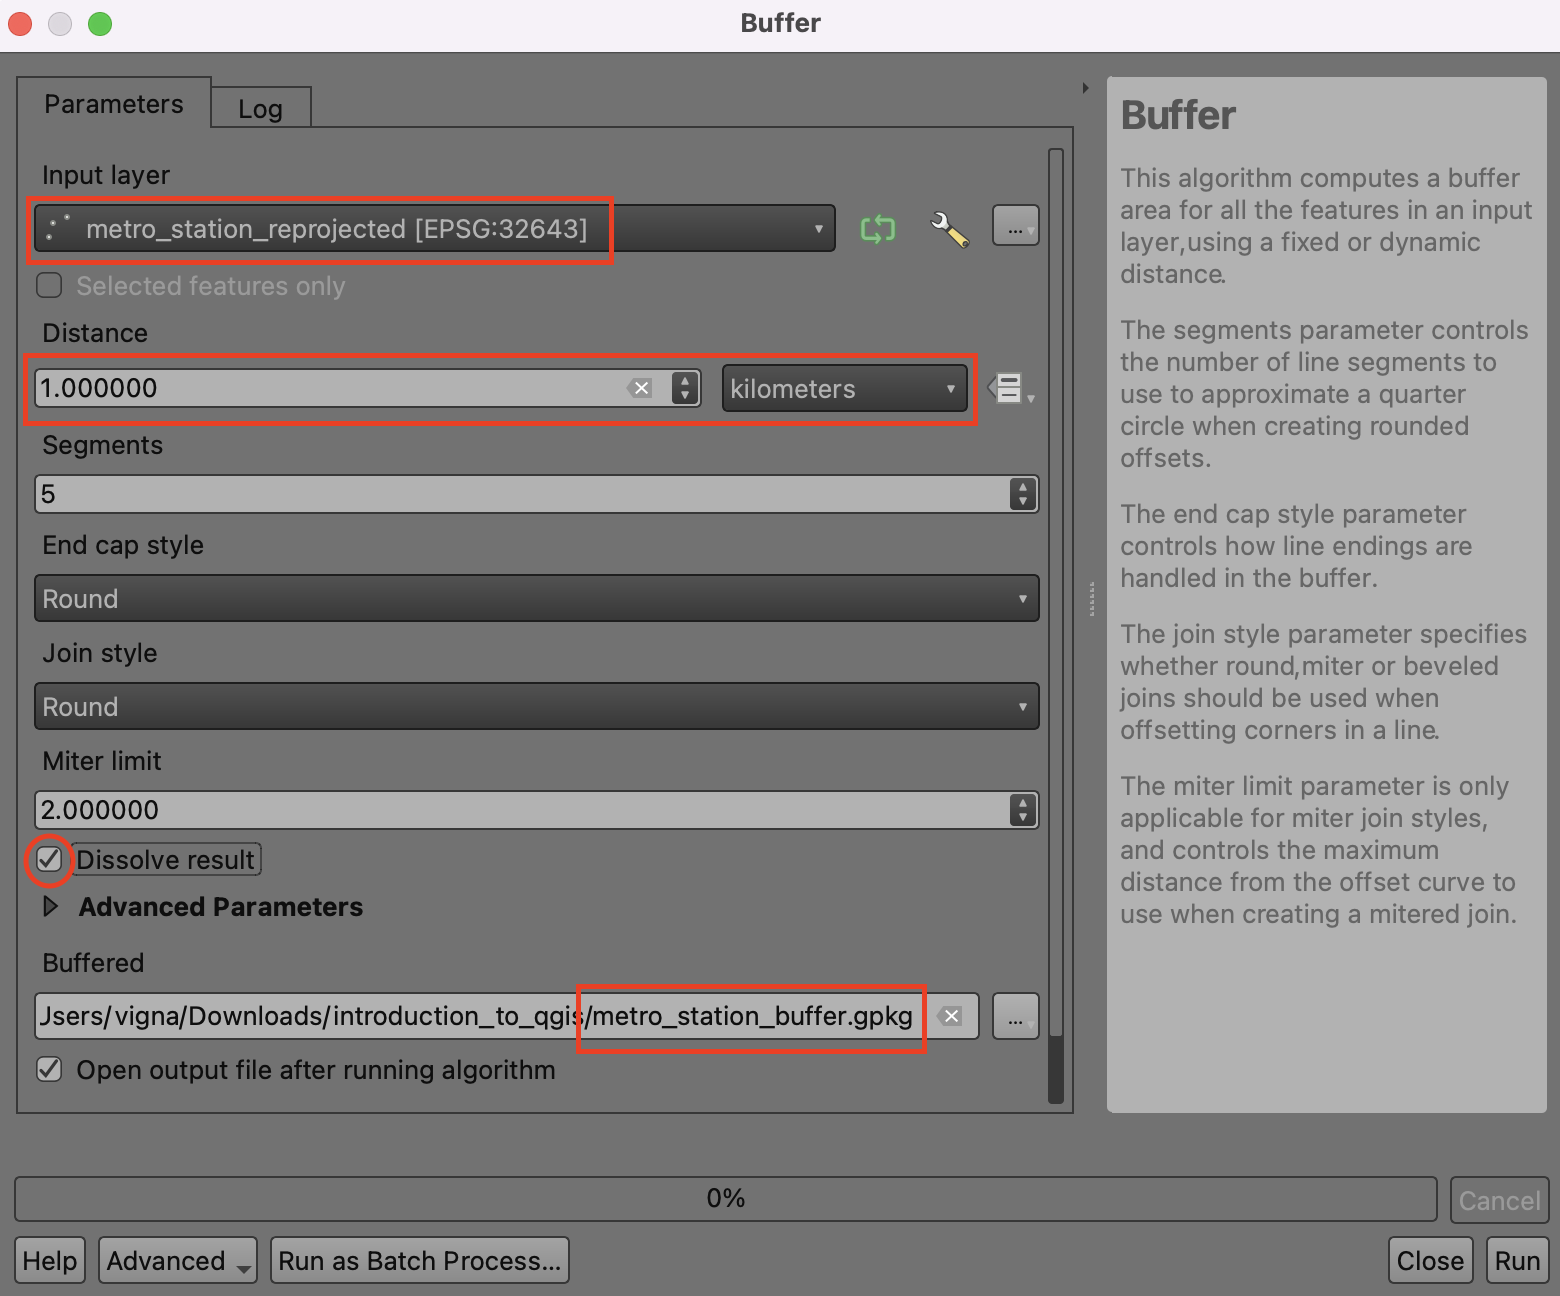 Buffer
Parameters
Log
Input layer
metro_station_reprojected [EPSG:32643]
...
Selected features only
Distance
1.000000
kilometers
Segments
5
End cap style
Round
Join style
Round
Miter limit
2.000000
Dissolve result
Advanced Parameters
Buffered
Jsers/vigna/Downloads/introduction_to_qgis/metro_station_buffer.gpkg
...
Open output file after running algorithm
Buffer
This algorithm computes a buffer
area for all the features in an input
layer,using a fixed or dynamic
distance.
The segments parameter controls
the number of line segments to
use to approximate a quarter
circle when creating rounded
offsets.
The end cap style parameter
controls how line endings are
handled in the buffer.
The join style parameter specifies
whether round,miter or beveled
joins should be used when
offsetting corners in a line.
The miter limit parameter is only
applicable for miter join styles,
and controls the maximum
distance from the offset curve to
use when creating a mitered join.
0%
Cancel
Help
Advanced
Run as Batch Process...
Close
Run